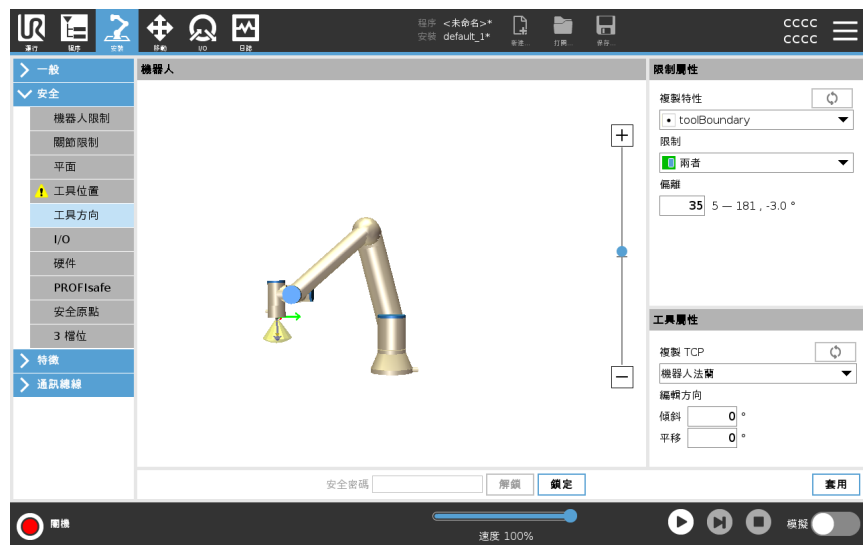 UR
運行
程序
安裝
移動
I/O
日誌
程序 <未命名>*
安裝 default_1*
新建...
打開...
保存...
cccc
cccc
一般
安全
機器人限制
關節限制
平面
工具位置
工具方向
I/O
硬件
PROFIsafe
安全原點
3 檔位
特徵
通訊總線
機器人
限制屬性
複製特性
toolBoundary
限制
兩者
偏離
35 5 — 181 , -3.0 °
工具屬性
複製 TCP
機器人法蘭
編輯方向
傾斜 0 °
平移 0 °
安全密碼 解鎖 鎖定
套用
關機
速度 100%
模擬